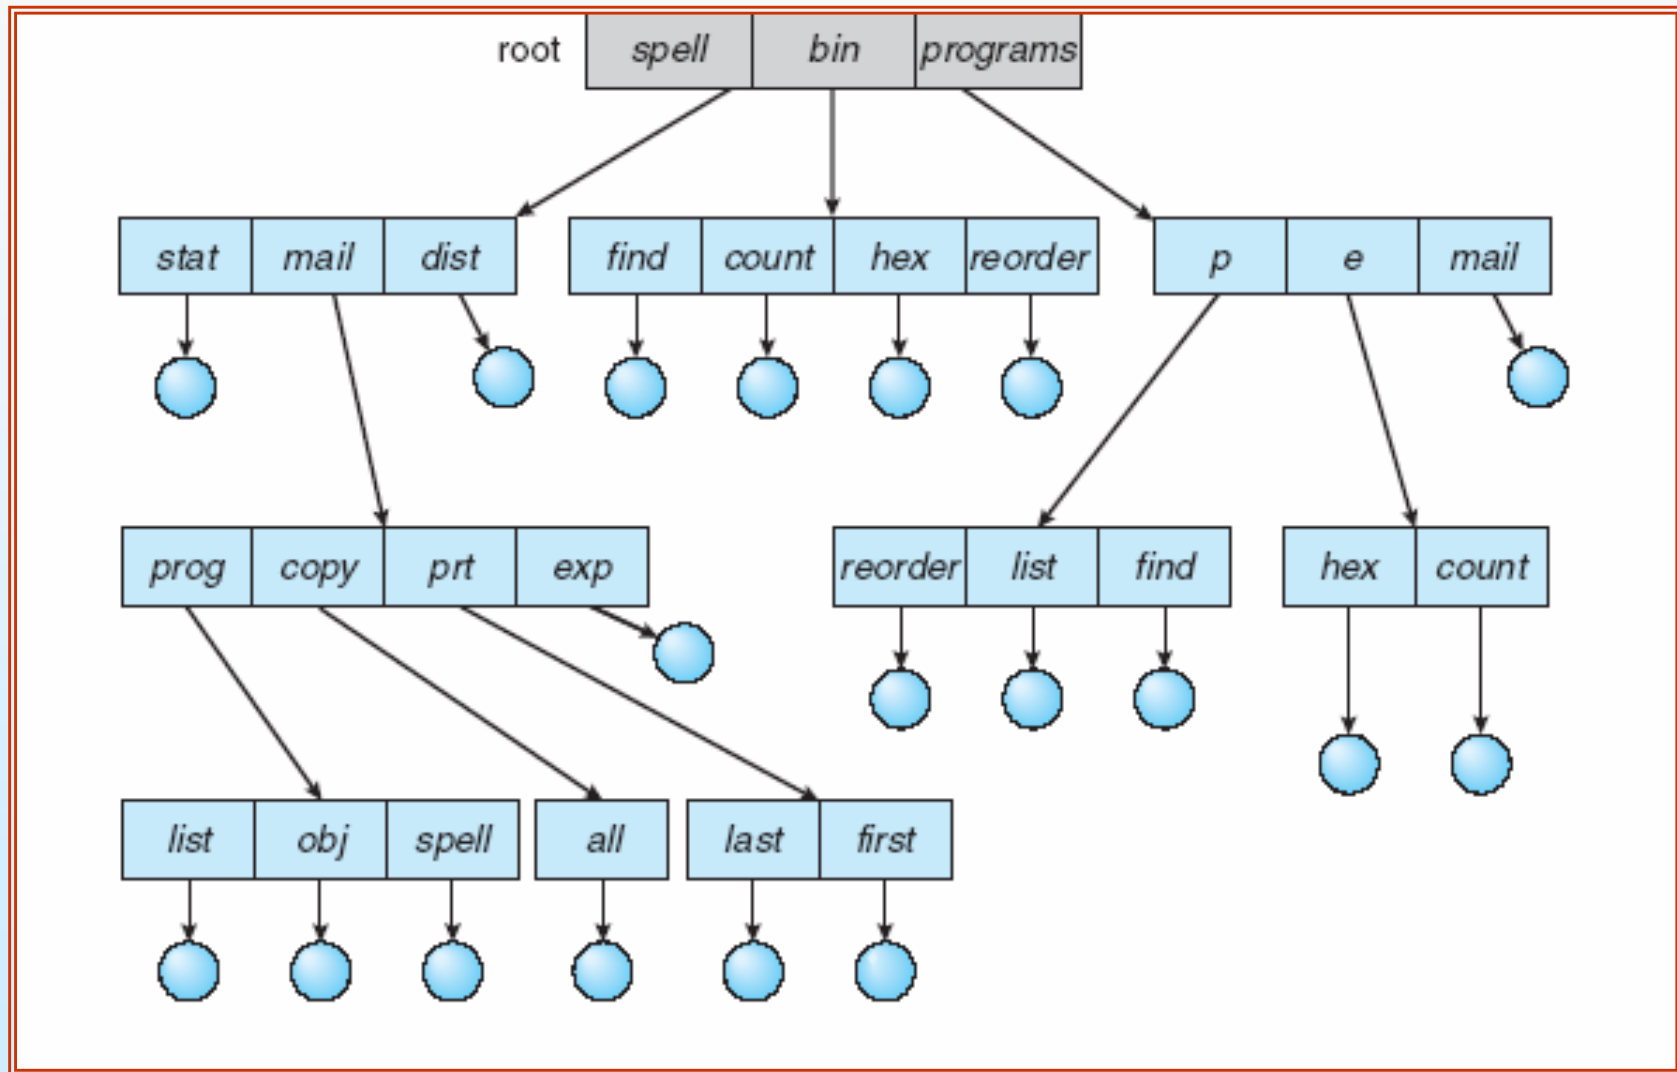 root spell bin programs
stat mail dist find count hex reorder p e mail
prog copy prt exp reorder list find hex count
list obj spell all last first